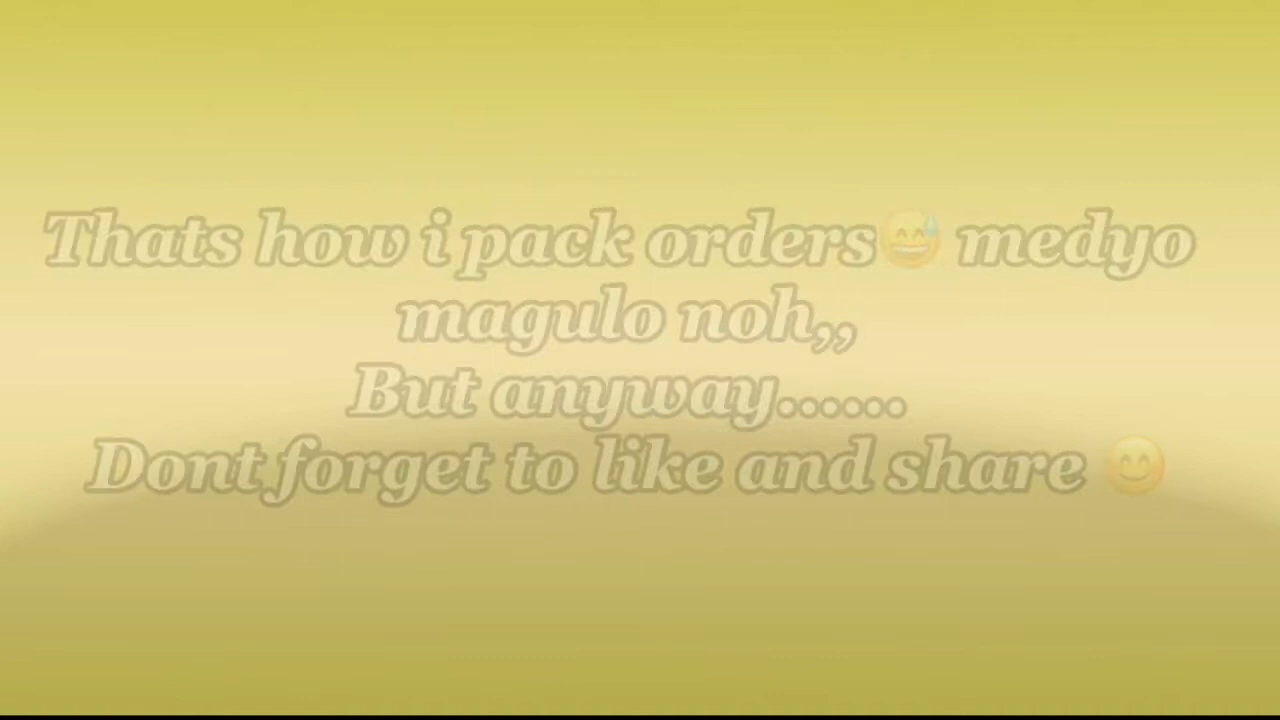 Thats how i pack orders😅 medyo
magulo noh,,
But anyway......
Dont forget to like and share 😊